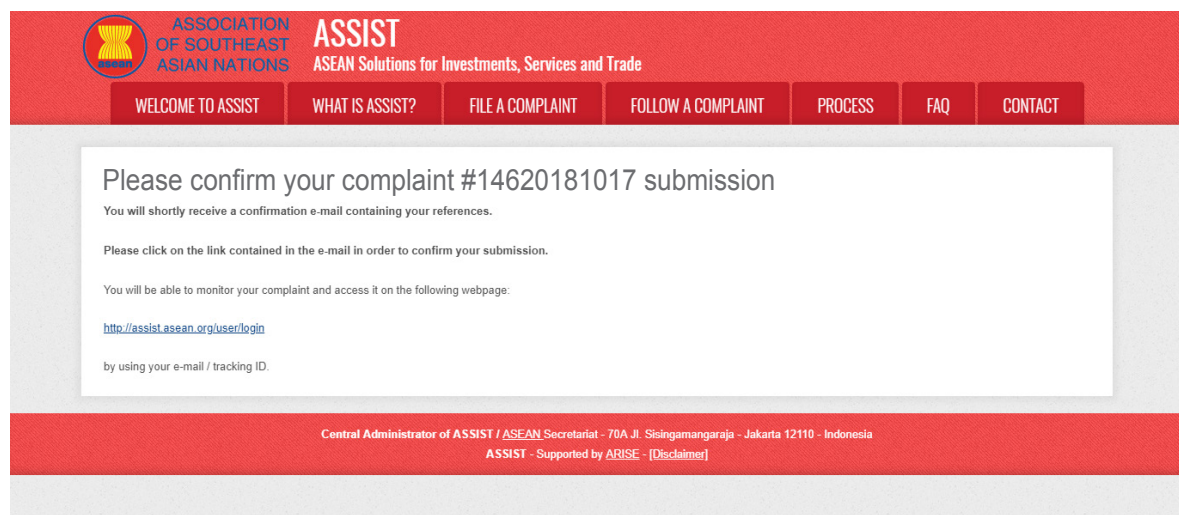 ASSOCIATION
OF SOUTHEAST
ASIAN NATIONS
asean
ASSIST
ASEAN Solutions for Investments, Services and Trade
WELCOME TO ASSIST WHAT IS ASSIST? FILE A COMPLAINT FOLLOW A COMPLAINT PROCESS FAQ CONTACT
Please confirm your complaint #14620181017 submission
You will shortly receive a confirmation e-mail containing your references.
Please click on the link contained in the e-mail in order to confirm your submission.
You will be able to monitor your complaint and access it on the following webpage:
http://assist.asean.org/user/login
by using your e-mail / tracking ID.
Central Administrator of ASSIST / ASEAN Secretariat - 70A Jl. Sisingamangaraja - Jakarta 12110 - Indonesia
ASSIST - Supported by ARISE - [Disclaimer]